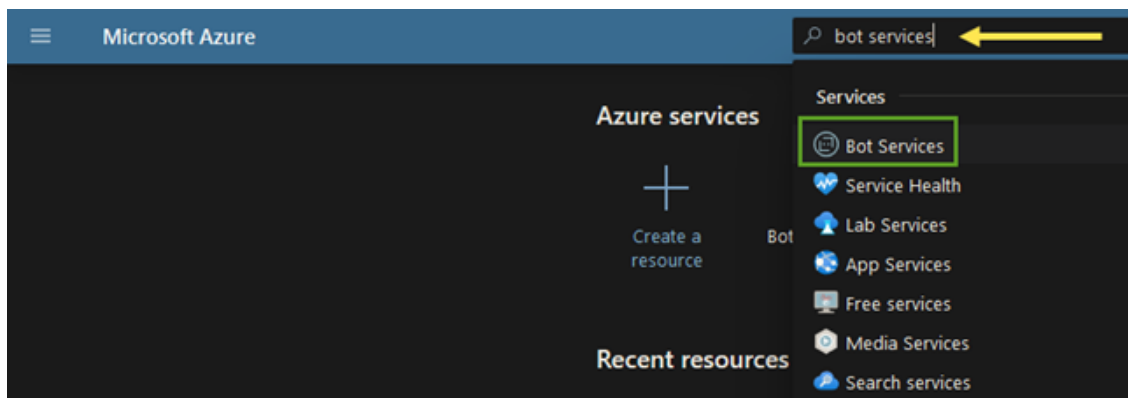 Microsoft Azure
bot services
Azure services
Create a
resource
Bot
Services
Bot Services
Service Health
Lab Services
App Services
Free services
Media Services
Search services
Recent resources